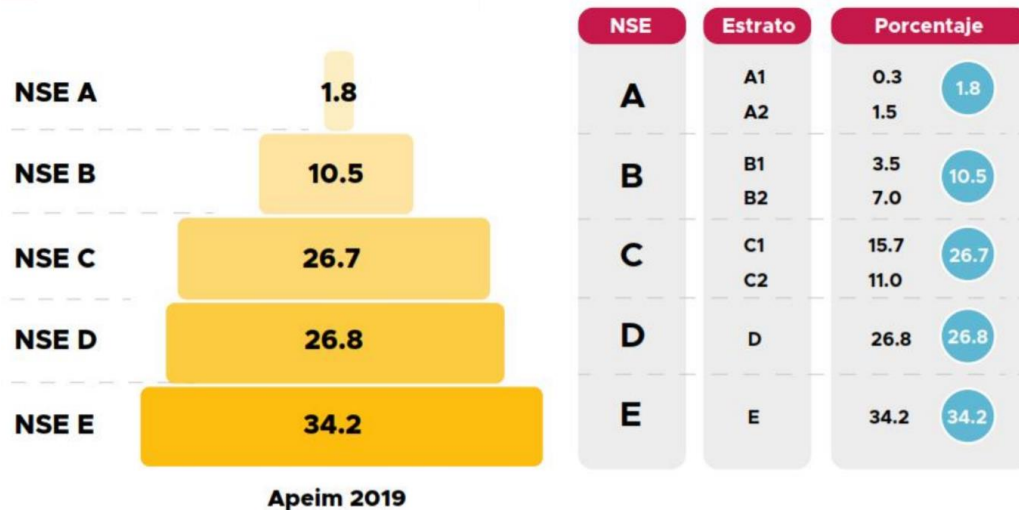 NSE A
1.8
NSE B
10.5
NSE C
26.7
NSE D
26.8
NSE E
34.2
Apeim 2019
NSE Estrato Porcentaje
A
A1 0.3
A2 1.5
1.8
B
B1 3.5
B2 7.0
10.5
C
C1 15.7
C2 11.0
26.7
D D 26.8 26.8
E E 34.2 34.2